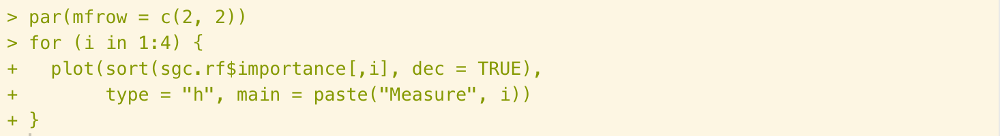 > par(mfrow = c(2, 2))
> for (i in 1:4) {
+   plot(sort(sgc.rf$importance[,i], dec = TRUE),
+        type = "h", main = paste("Measure", i))
+ }